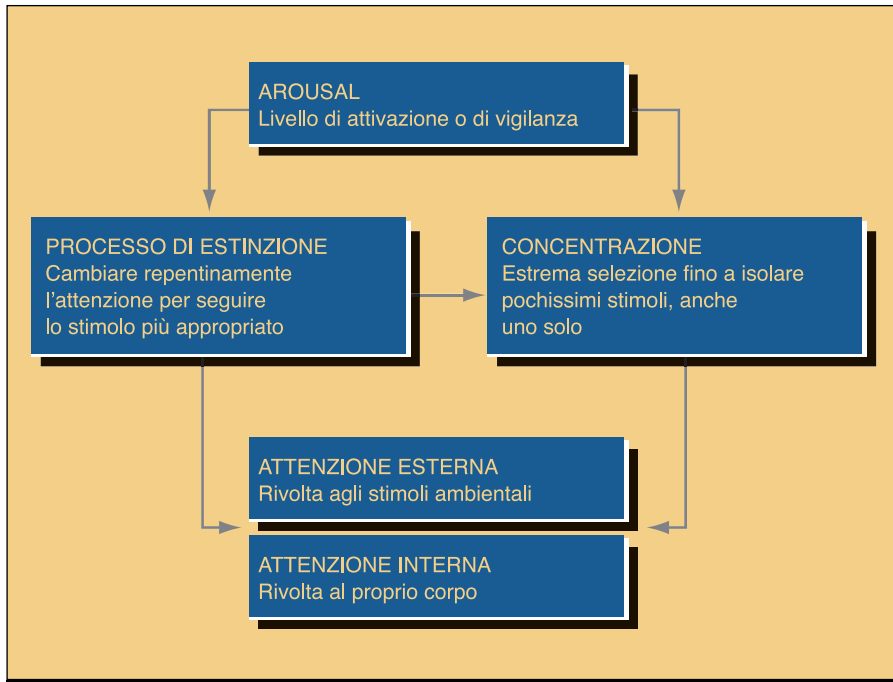 AROUSAL
Livello di attivazione o di vigilanza
PROCESSO DI ESTINZIONE
Cambiare repentinamente
l'attenzione per seguire
lo stimolo più appropriato
CONCENTRAZIONE
Estrema selezione fino a isolare
pochissimi stimoli, anche
uno solo
ATTENZIONE ESTERNA
Rivolta agli stimoli ambientali
ATTENZIONE INTERNA
Rivolta al proprio corpo